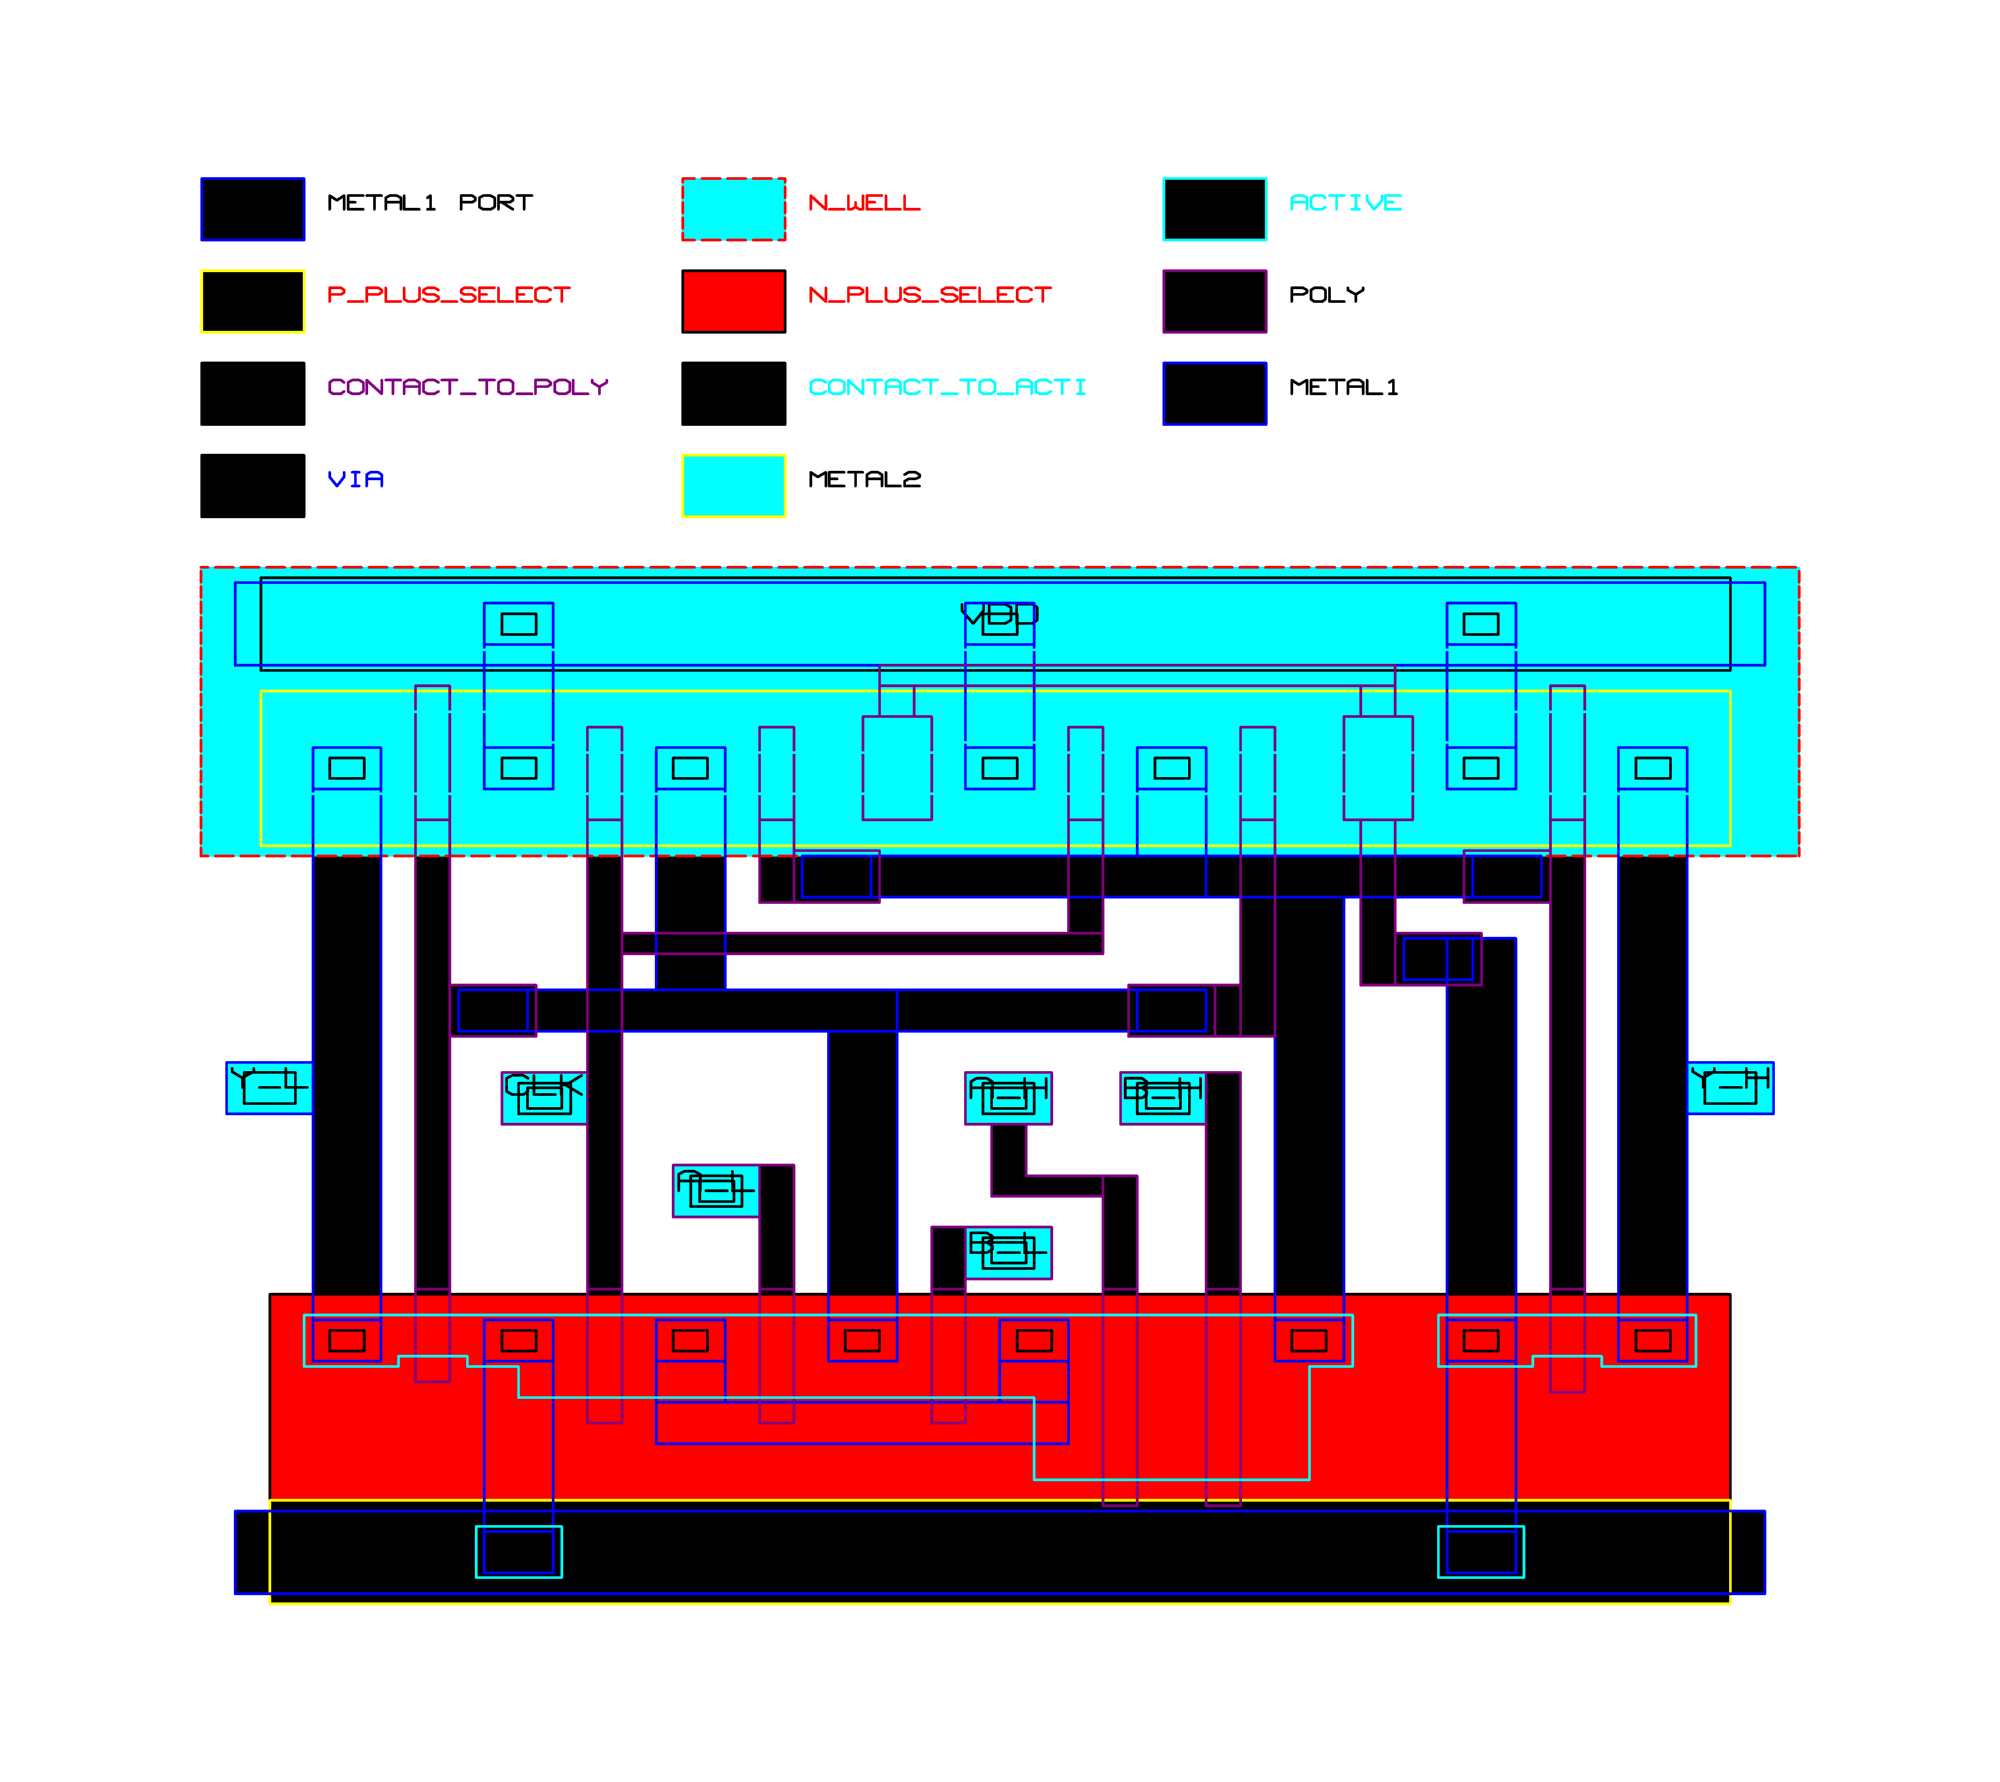 METAL1 PORT N_WELL ACTIVE
P_PLUS_SELECT N_PLUS_SELECT POLY
CONTACT_TO_POLY CONTACT_TO_ACTI METAL1
VIA METAL2
VDD
Y_L CLK A_H B_H Y_H
A_L
B_L